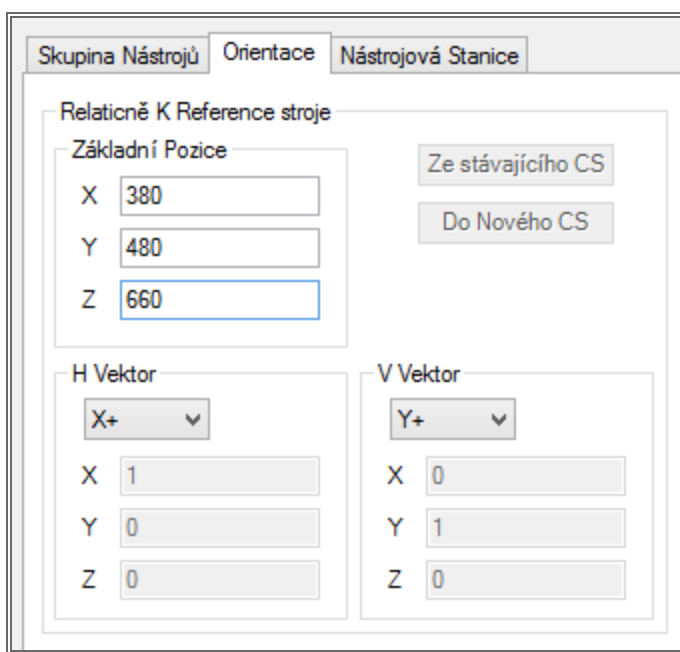 Skupina Nástrojů Orientace Nástrojová Stanice
Relaticně K Reference stroje
Základní Pozice
X 380
Y 480
Z 660
Ze stávajícího CS
Do Nového CS
H Vektor
X+
X 1
Y 0
Z 0
V Vektor
Y+
X 0
Y 1
Z 0